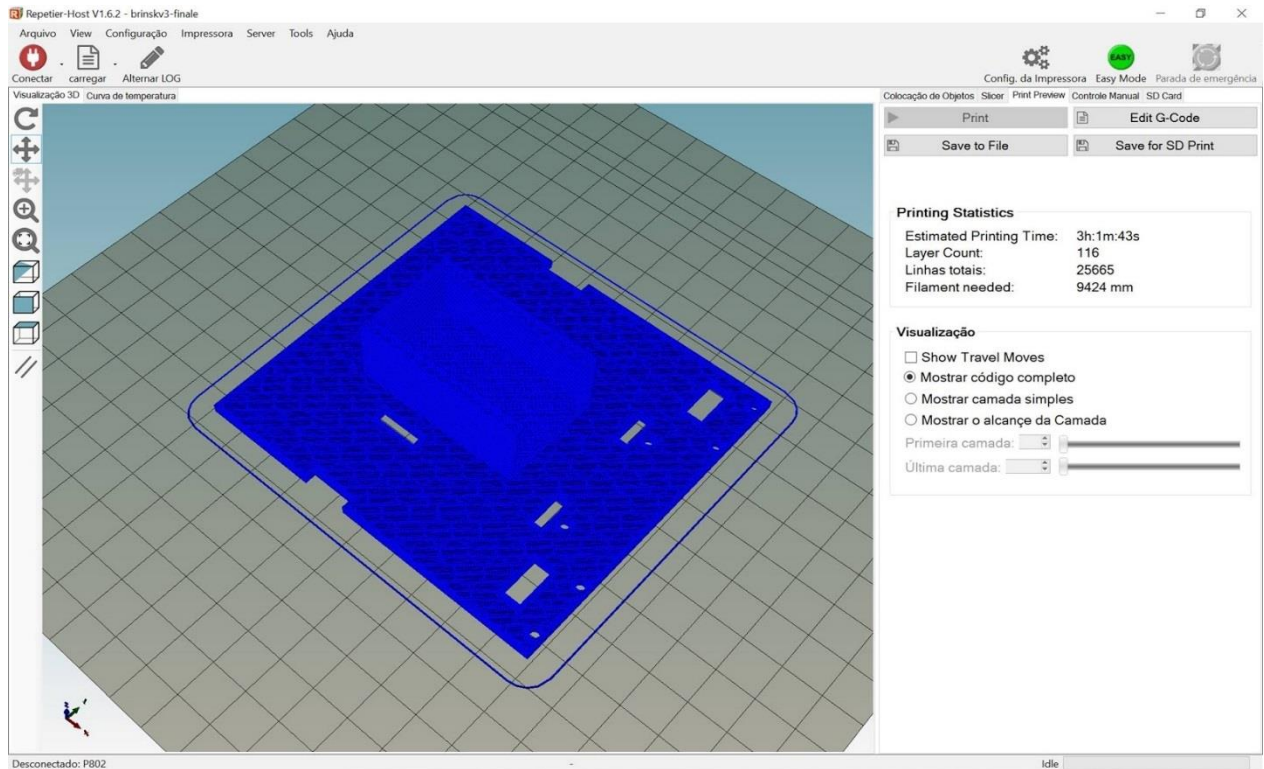 Repetier-Host V1.6.2 - brinskv3-finale
Arquivo View Configuração Impressora Server Tools Ajuda
Conectar carregar Alternar LOG
EASY
Config. da Impressora Easy Mode Parada de emergência
Visualização 3D Curva de temperatura
Colocação de Objetos Slicer Print Preview Controle Manual SD Card
Print Edit G-Code
Save to File Save for SD Print
Printing Statistics
Estimated Printing Time: 3h:1m:43s
Layer Count: 116
Linhas totais: 25665
Filament needed: 9424 mm
Visualização
Show Travel Moves
Mostrar código completo
Mostrar camada simples
Mostrar o alcançe da Camada
Primeira camada:
Última camada:
Desconectado: P802 - Idle